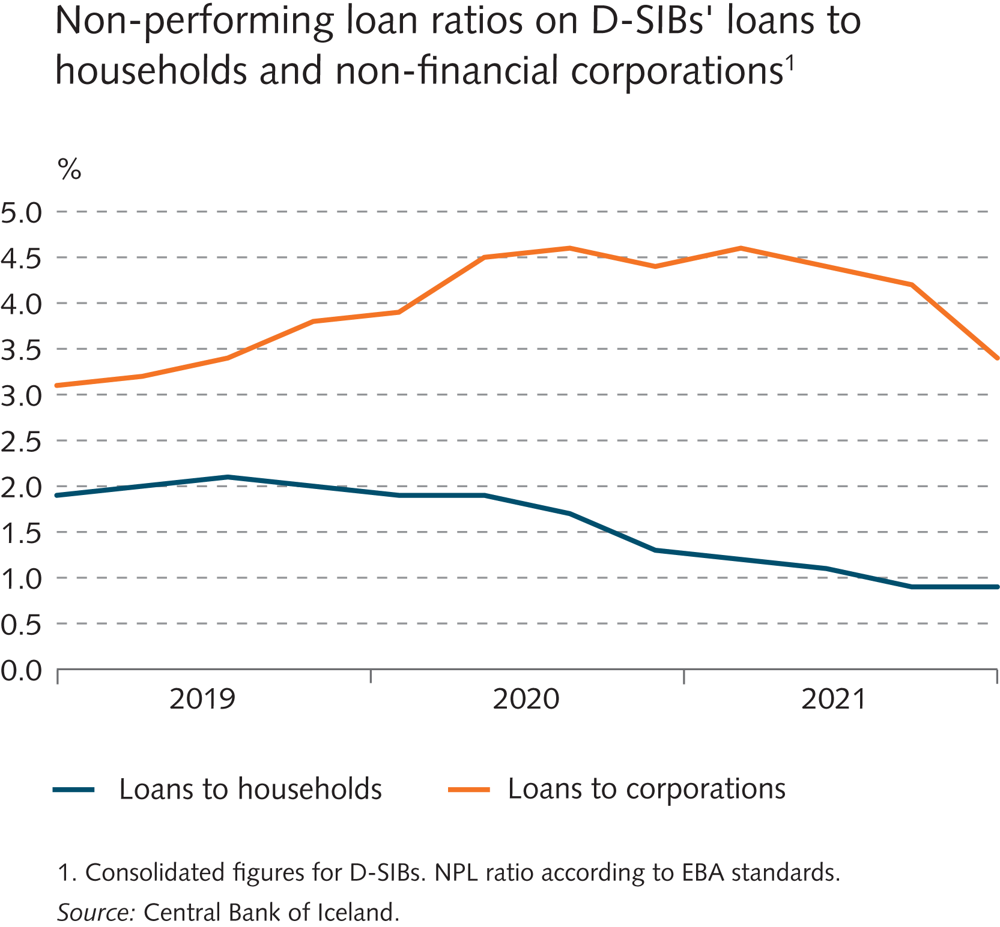 Non-performing loan ratios on D-SIBs' loans to
households and non-financial corporations¹
%
5.0
4.5
4.0
3.5
3.0
2.5
2.0
1.5
1.0
0.5
0.0
2019 2020 2021
Loans to households Loans to corporations
1. Consolidated figures for D-SIBs. NPL ratio according to EBA standards.
Source: Central Bank of Iceland.